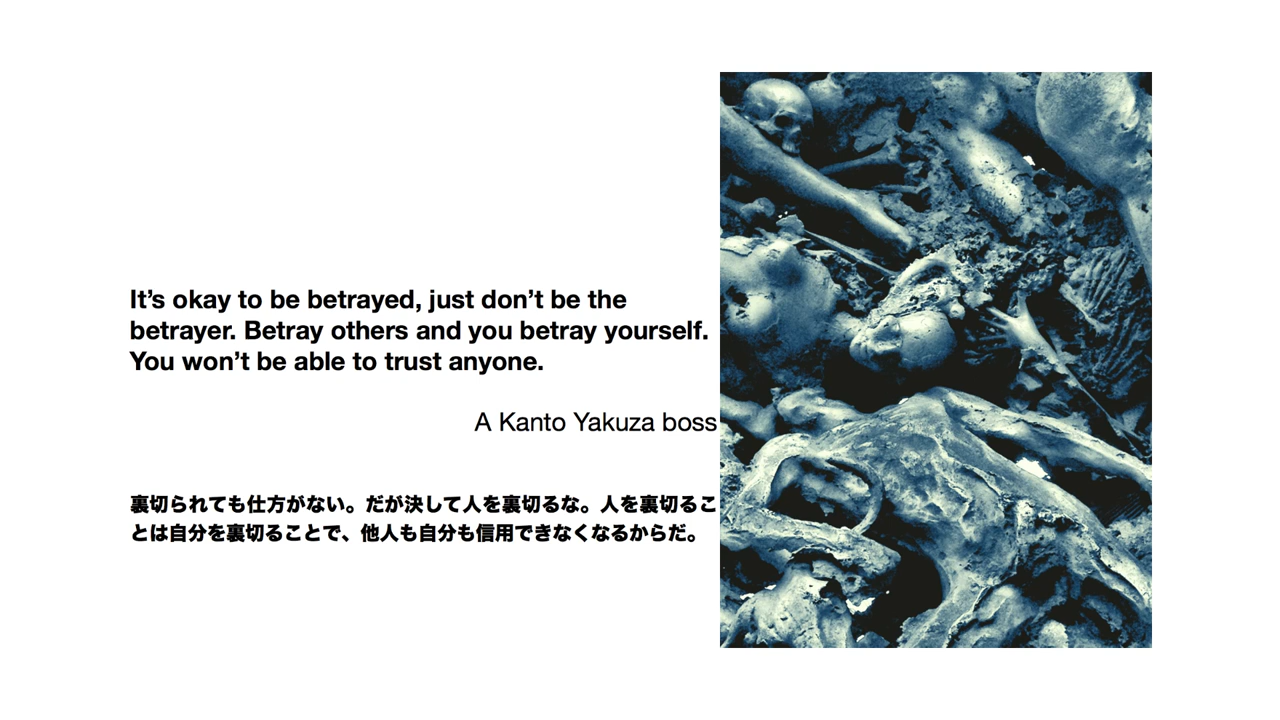 It’s okay to be betrayed, just don’t be the
betrayer. Betray others and you betray yourself.
You won’t be able to trust anyone.
A Kanto Yakuza boss
裏切られても仕方がない。だが決して人を裏切るな。人を裏切るこ
とは自分を裏切ることで、他人も自分も信用できなくなるからだ。